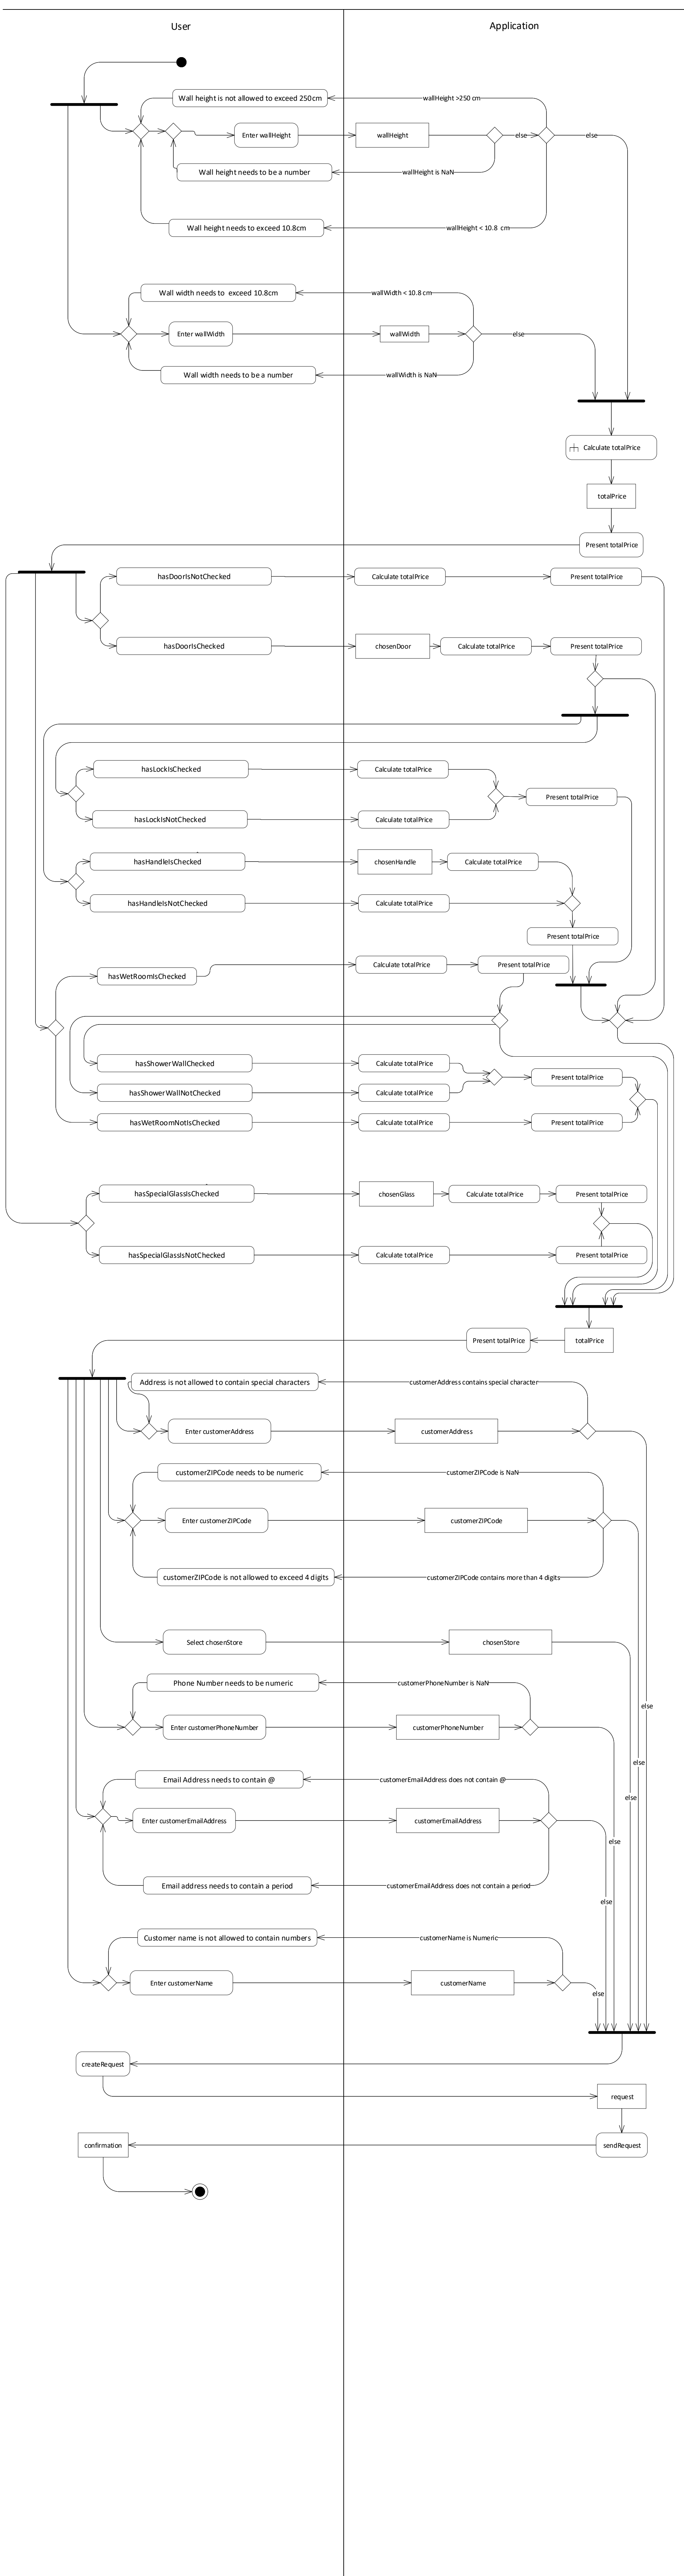 User
Application
Wall height is not allowed to exceed 250cm
wallHeight >250 cm
Enter wallHeight
wallHeight
else
else
Wall height needs to be a number
wallHeight is NaN
Wall height needs to exceed 10.8cm
wallHeight < 10.8 cm
Wall width needs to exceed 10.8cm
wallWidth < 10.8 cm
Enter wallWidth
wallWidth
else
Wall width needs to be a number
wallWidth is NaN
Calculate totalPrice
totalPrice
Present totalPrice
hasDoorIsNotChecked
Calculate totalPrice
Present totalPrice
hasDoorIsChecked
chosenDoor
Calculate totalPrice
Present totalPrice
hasLockIsChecked
Calculate totalPrice
Present totalPrice
hasLockIsNotChecked
Calculate totalPrice
hasHandleIsChecked
chosenHandle
Calculate totalPrice
hasHandleIsNotChecked
Calculate totalPrice
Present totalPrice
hasWetRoomIsChecked
Calculate totalPrice
Present totalPrice
hasShowerWallChecked
Calculate totalPrice
Present totalPrice
hasShowerWallNotChecked
Calculate totalPrice
hasWetRoomNotIsChecked
Calculate totalPrice
Present totalPrice
hasSpecialGlassIsChecked
chosenGlass
Calculate totalPrice
Present totalPrice
hasSpecialGlassIsNotChecked
Calculate totalPrice
Present totalPrice
Present totalPrice
totalPrice
Address is not allowed to contain special characters
customerAddress contains special character
Enter customerAddress
customerAddress
customerZIPCode needs to be numeric
customerZIPCode is NaN
Enter customerZIPCode
customerZIPCode
customerZIPCode is not allowed to exceed 4 digits
customerZIPCode contains more than 4 digits
Select chosenStore
chosenStore
Phone Number needs to be numeric
customerPhoneNumber is NaN
else
Enter customerPhoneNumber
customerPhoneNumber
else
Email Address needs to contain @
customerEmailAddress does not contain @
else
Enter customerEmailAddress
customerEmailAddress
else
Email address needs to contain a period
customerEmailAddress does not contain a period
else
Customer name is not allowed to contain numbers
customerName is Numeric
Enter customerName
customerName
else
createRequest
request
confirmation
sendRequest